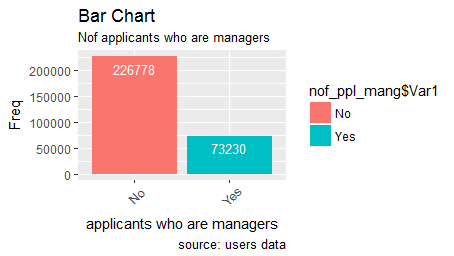 Bar Chart
Nof applicants who are managers
Freq
200000
150000
100000
50000
0
226778
73230
No
Yes
applicants who are managers
source: users data
nof_ppl_mang$Var1
No
Yes